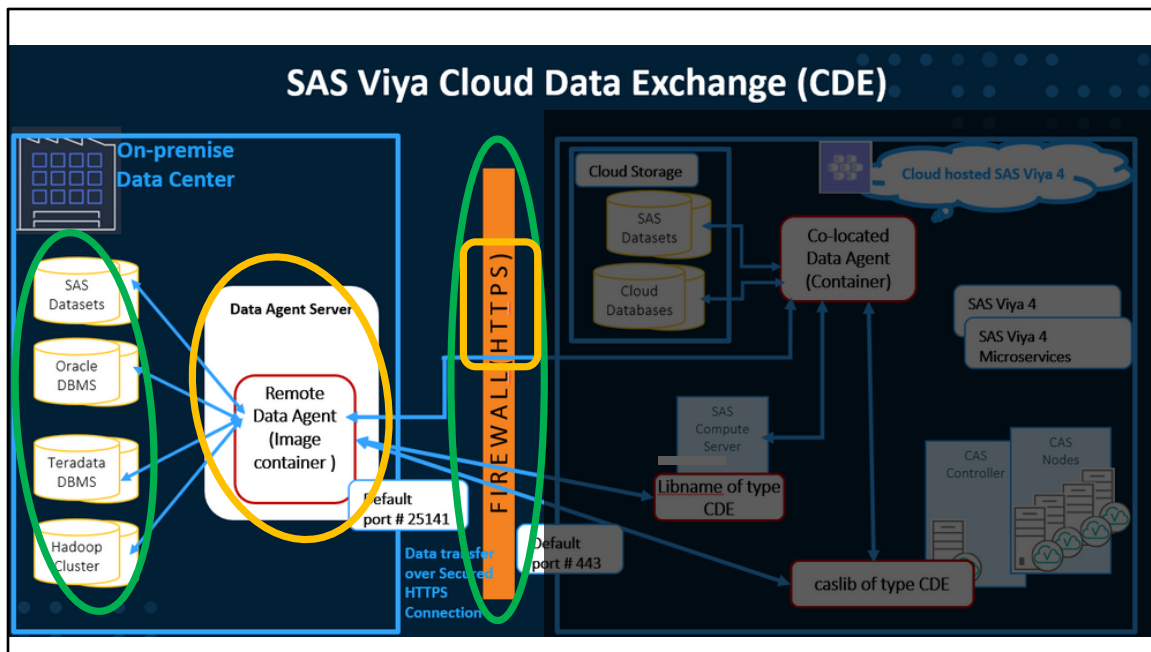 SAS Viya Cloud Data Exchange (CDE)
On-premise
Data Center
SAS
Datasets
Oracle
DBMS
Teradata
DBMS
Hadoop
Cluster
Data Agent Server
Remote
Data Agent
(Image
container )
Default
port # 25141
Data transfer
over Secured
HTTPS
Connection
FIREWALL (HTTPS)
Default
port # 443
Cloud Storage
SAS
Datasets
Cloud
Databases
Cloud hosted SAS Viya 4
Co-located
Data Agent
(Container)
SAS Viya 4
SAS Viya 4
Microservices
SAS
Compute
Server
Libname of type
CDE
CAS
Controller
CAS
Nodes
caslib of type CDE